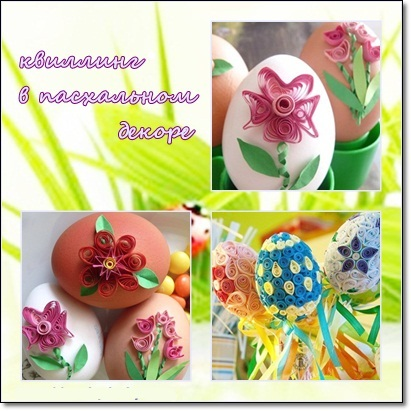 квиллинг
в пасхальном
декоре